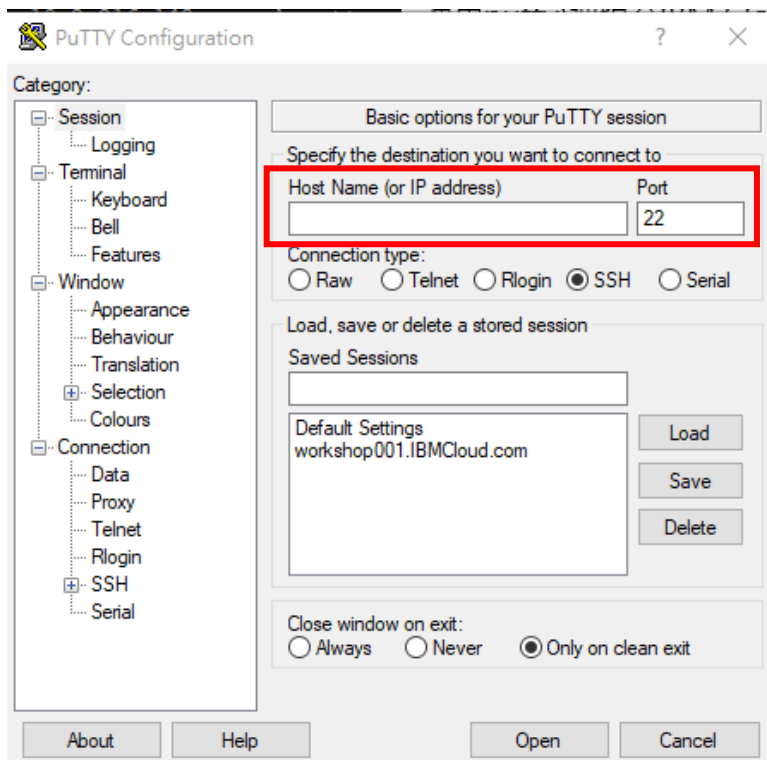 PuTTY Configuration
?
Category:
Session
Logging
Terminal
Keyboard
Bell
Features
Window
Appearance
Behaviour
Translation
Selection
Colours
Connection
Data
Proxy
Telnet
Rlogin
SSH
Serial
Basic options for your PuTTY session
Specify the destination you want to connect to
Host Name (or IP address) Port
22
Connection type:
Raw Telnet Rlogin SSH Serial
Load, save or delete a stored session
Saved Sessions
Default Settings
workshop001.IBMCloud.com
Load
Save
Delete
Close window on exit:
Always Never Only on clean exit
About Help Open Cancel